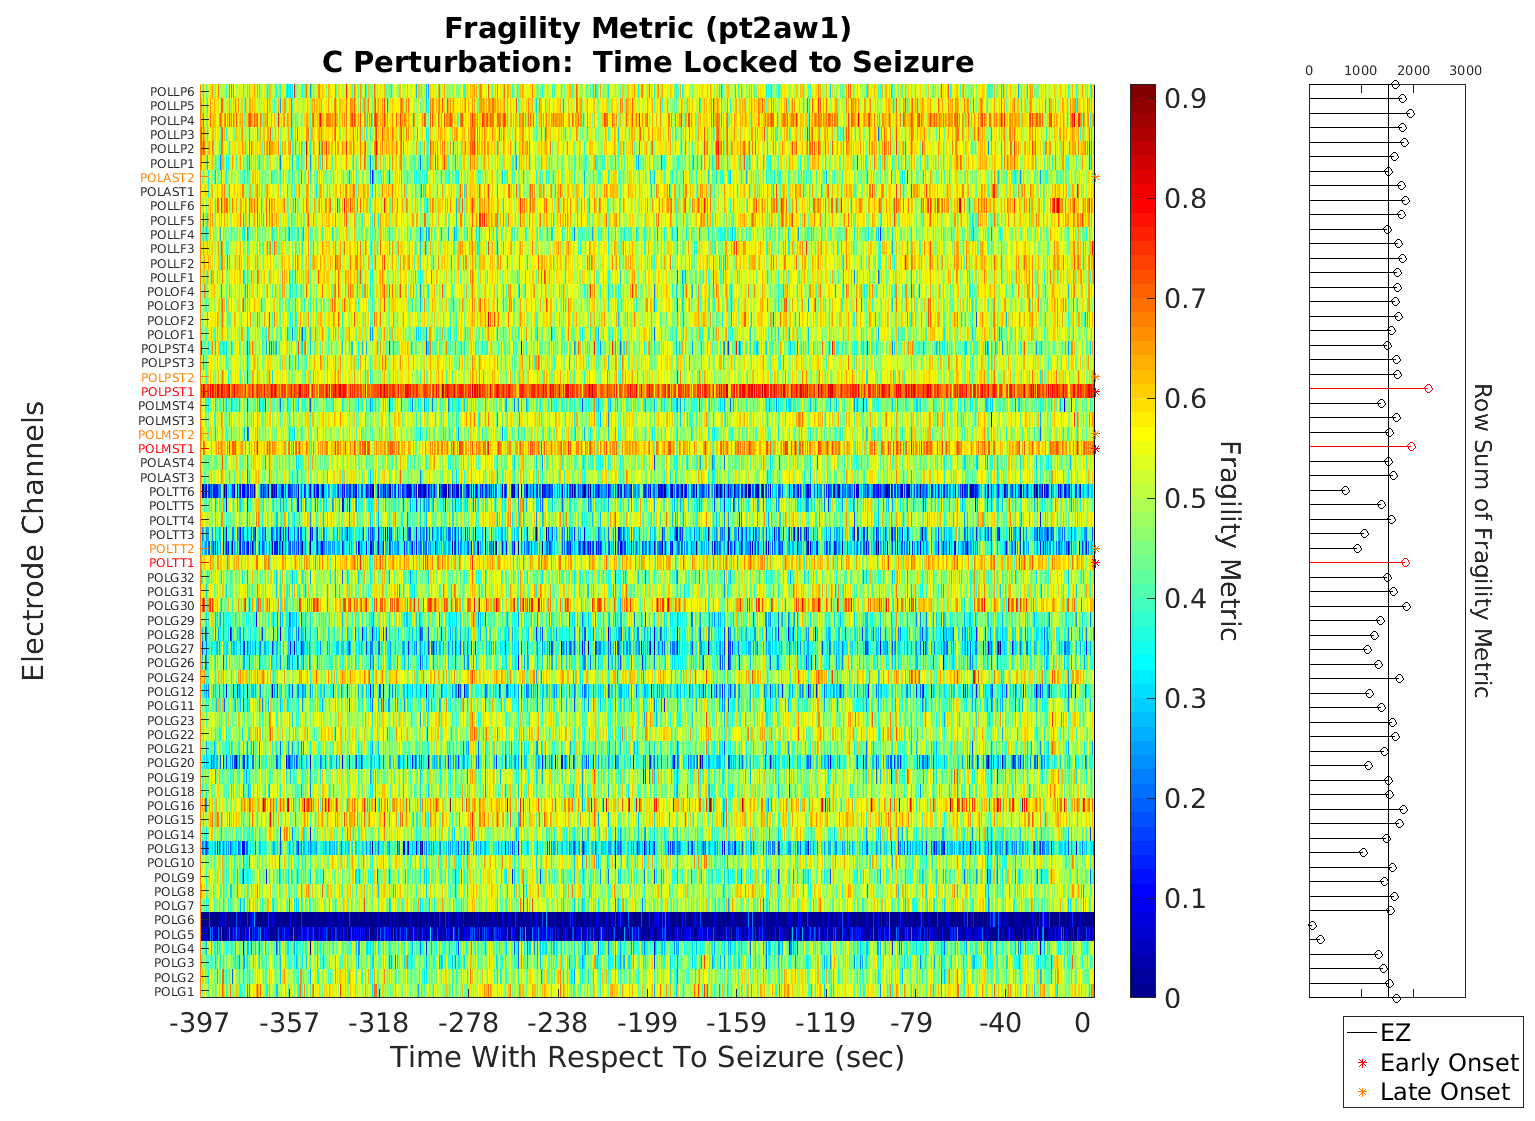 Fragility Metric (pt2aw1)
C Perturbation:  Time Locked to Seizure
Electrode Channels
POLLP6
POLLP5
POLLP4
POLLP3
POLLP2
POLLP1
POLAST2
POLAST1
POLLF6
POLLF5
POLLF4
POLLF3
POLLF2
POLLF1
POLOF4
POLOF3
POLOF2
POLOF1
POLPST4
POLPST3
POLPST2
POLPST1
POLMST4
POLMST3
POLMST2
POLMST1
POLAST4
POLAST3
POLTT6
POLTT5
POLTT4
POLTT3
POLTT2
POLTT1
POLG32
POLG31
POLG30
POLG29
POLG28
POLG27
POLG26
POLG24
POLG12
POLG11
POLG23
POLG22
POLG21
POLG20
POLG19
POLG18
POLG16
POLG15
POLG14
POLG13
POLG10
POLG9
POLG8
POLG7
POLG6
POLG5
POLG4
POLG3
POLG2
POLG1
-397 -357 -318 -278 -238 -199 -159 -119 -79 -40 0
Time With Respect To Seizure (sec)
0.9
0.8
0.7
0.6
0.5
0.4
0.3
0.2
0.1
0
Fragility Metric
0 1000 2000 3000
Row Sum of Fragility Metric
EZ
Early Onset
Late Onset